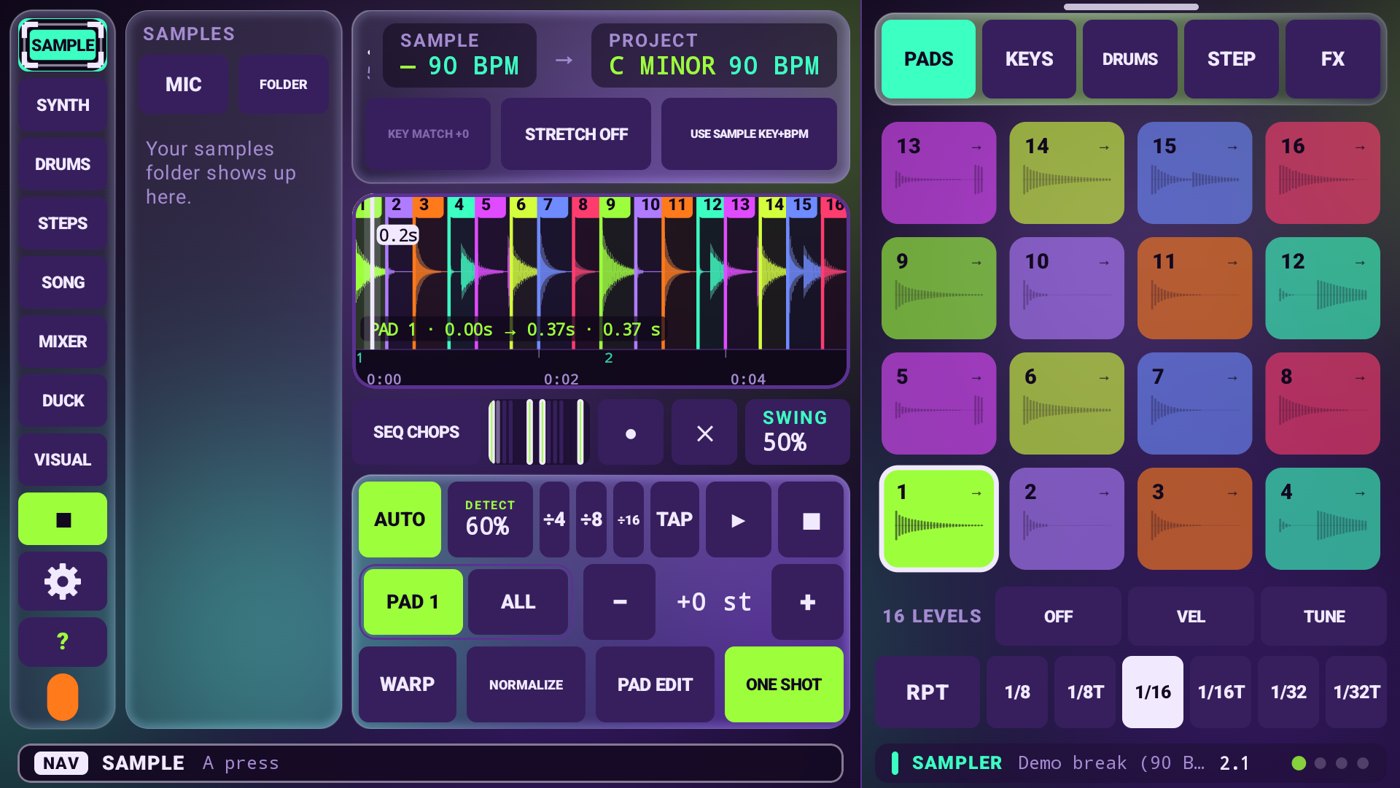 SAMPLE
SYNTH
DRUMS
STEPS
SONG
MIXER
DUCK
VISUAL
?
SAMPLES
MIC
FOLDER
Your samples
folder shows up
here.
SAMPLE
– 90 BPM
→
PROJECT
C MINOR 90 BPM
KEY MATCH +0
STRETCH OFF
USE SAMPLE KEY+BPM
1 2 3 4 5 6 7 8 9 10 11 12 13 14 15 16
0.2s
PAD 1 · 0.00s → 0.37s · 0.37 s
1 2
0:00 0:02 0:04
SEQ CHOPS
SWING
50%
AUTO
DETECT
60%
÷4 ÷8 ÷16 TAP
PAD 1 ALL − +0 st +
WARP NORMALIZE PAD EDIT ONE SHOT
NAV SAMPLE A press
PADS KEYS DRUMS STEP FX
13 → 14 → 15 → 16 →
9 → 10 → 11 → 12 →
5 → 6 → 7 → 8 →
1 → 2 → 3 → 4 →
16 LEVELS OFF VEL TUNE
RPT 1/8 1/8T 1/16 1/16T 1/32 1/32T
SAMPLER Demo break (90 B… 2.1